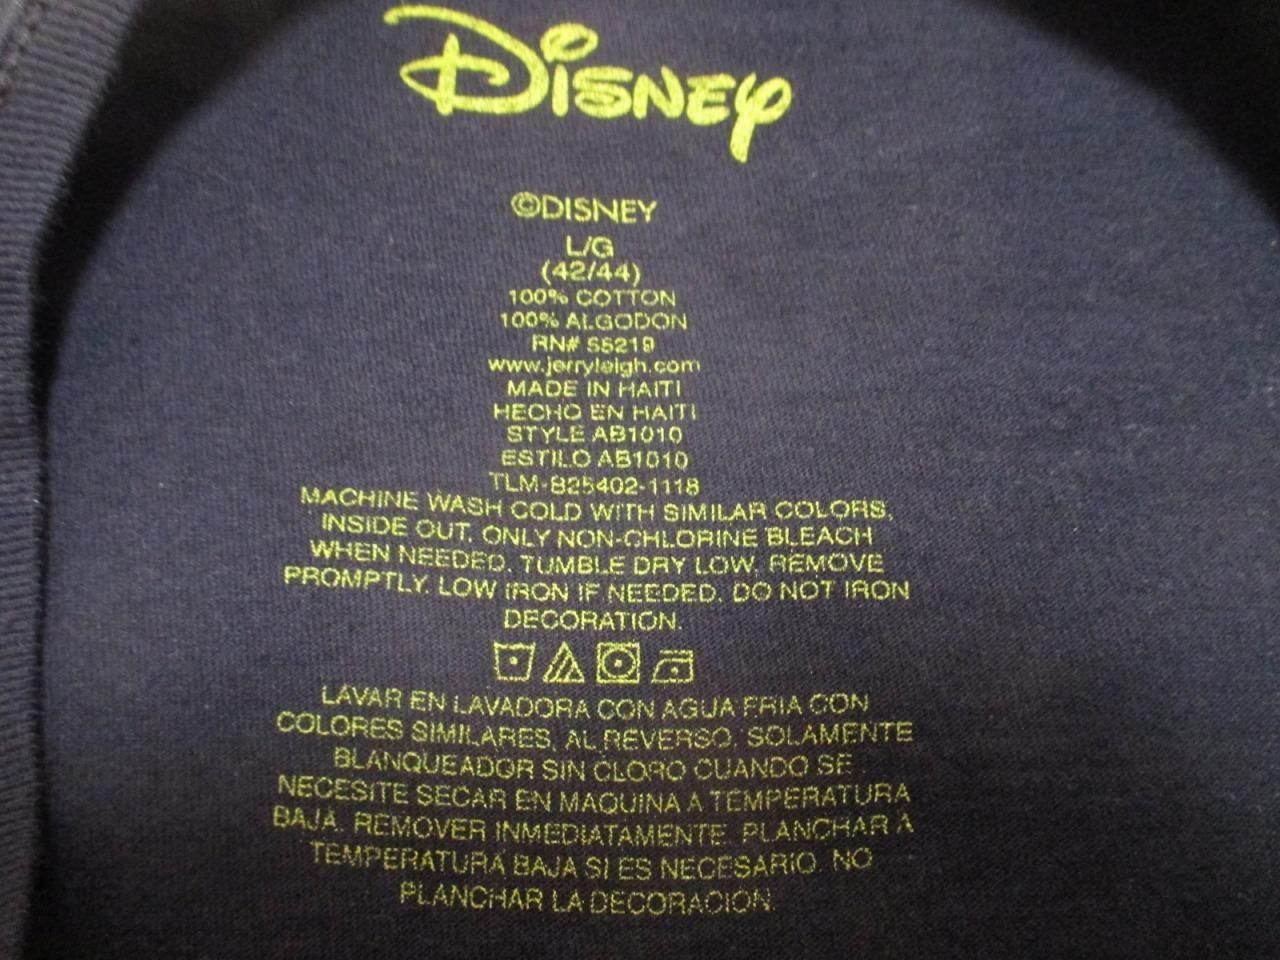 Disney
©DISNEY
L/G
(42/44)
100% COTTON
100% ALGODON
RN# 55219
www.jerryleigh.com
MADE IN HAITI
HECHO EN HAITI
STYLE AB1010
ESTILO AB1010
TLM-825402-1118
MACHINE WASH COLD WITH SIMILAR COLORS,
INSIDE OUT. ONLY NON-CHLORINE BLEACH
WHEN NEEDED. TUMBLE DRY LOW. REMOVE
PROMPTLY. LOW IRON IF NEEDED. DO NOT IRON
DECORATION.
LAVAR EN LAVADORA CON AGUA FRIA CON
COLORES SIMILARES, AL REVERSO. SOLAMENTE
BLANQUEADOR SIN CLORO CUANDO SE
NECESITE SECAR EN MAQUINA A TEMPERATURA
BAJA. REMOVER INMEDIATAMENTE. PLANCHAR A
TEMPERATURA BAJA SI ES NECESARIO. NO
PLANCHAR LA DECORACION.